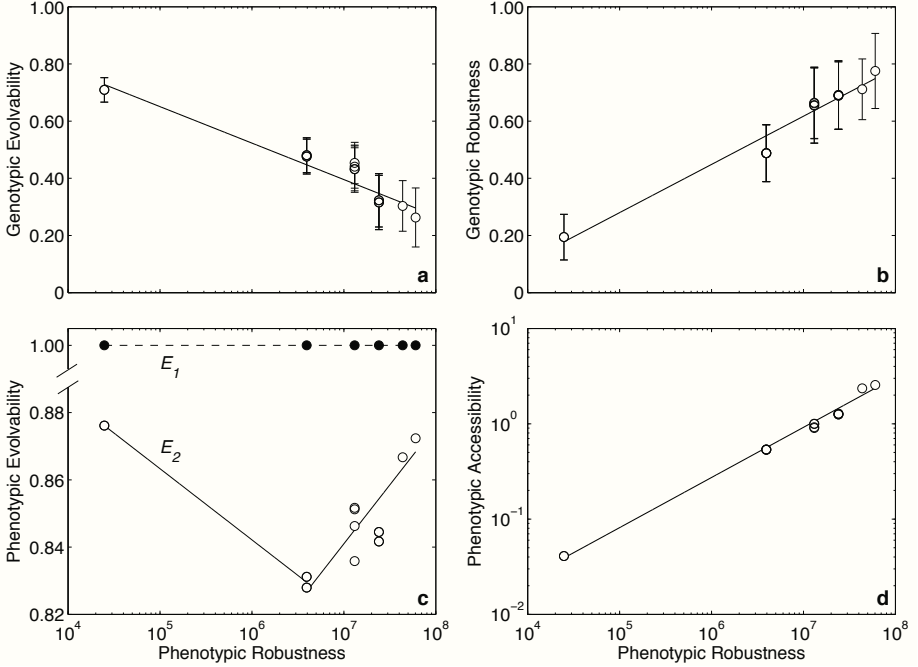 1.00
0.80
0.60
0.40
0.20
0
Genotypic Evolvability
a
1.00
0.80
0.60
0.40
0.20
0
Genotypic Robustness
b
1.00
0.88
0.86
0.84
0.82
Phenotypic Evolvability
E1
E2
c
10^4 10^5 10^6 10^7 10^8
Phenotypic Robustness
10^1
10^0
10^-1
10^-2
Phenotypic Accessibility
d
10^4 10^5 10^6 10^7 10^8
Phenotypic Robustness